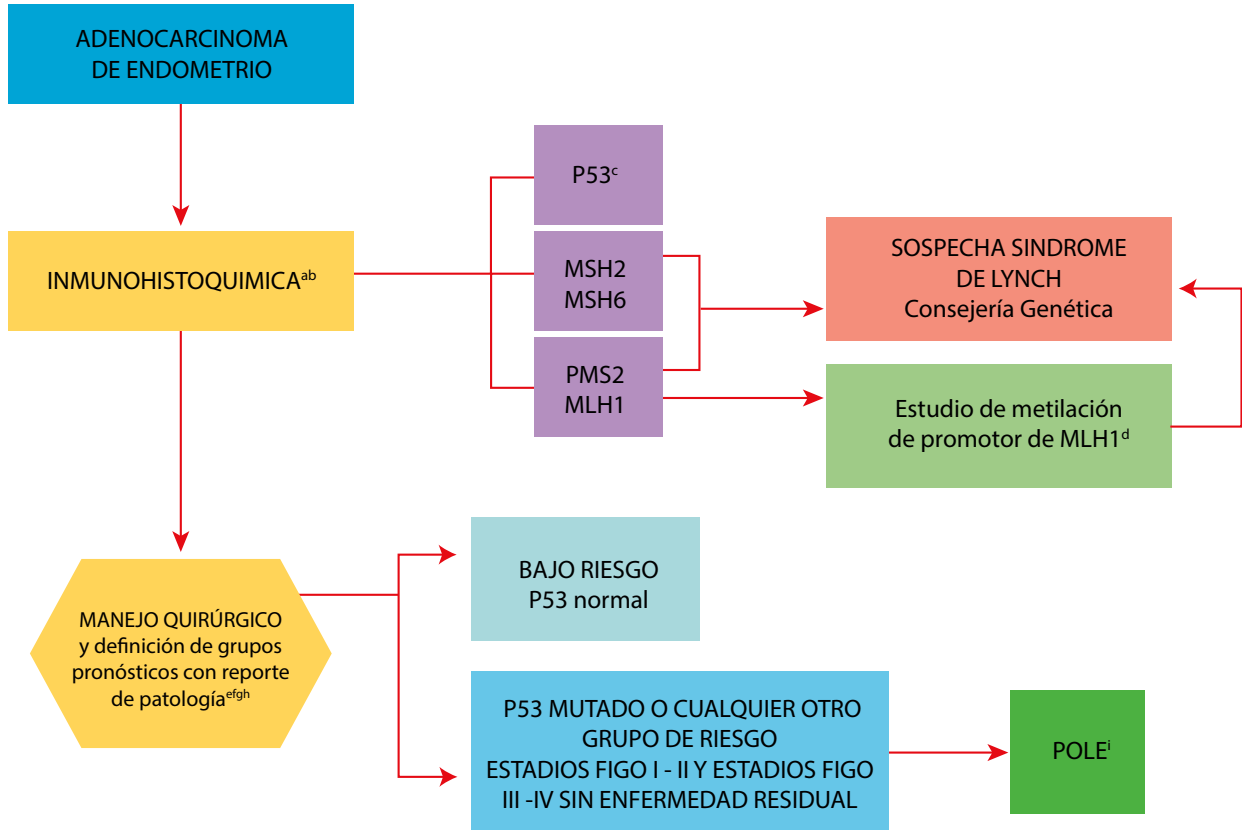 ADENOCARCINOMA
DE ENDOMETRIO
INMUNOHISTOQUIMICAᵃᵇ
P53ᶜ
MSH2
MSH6
PMS2
MLH1
SOSPECHA SINDROME
DE LYNCH
Consejería Genética
Estudio de metilación
de promotor de MLH1ᵈ
MANEJO QUIRÚRGICO
y definición de grupos
pronósticos con reporte
de patologíaᵉᶠᵍʰ
BAJO RIESGO
P53 normal
P53 MUTADO O CUALQUIER OTRO
GRUPO DE RIESGO
ESTADIOS FIGO I - II Y ESTADIOS FIGO
III -IV SIN ENFERMEDAD RESIDUAL
POLEⁱ